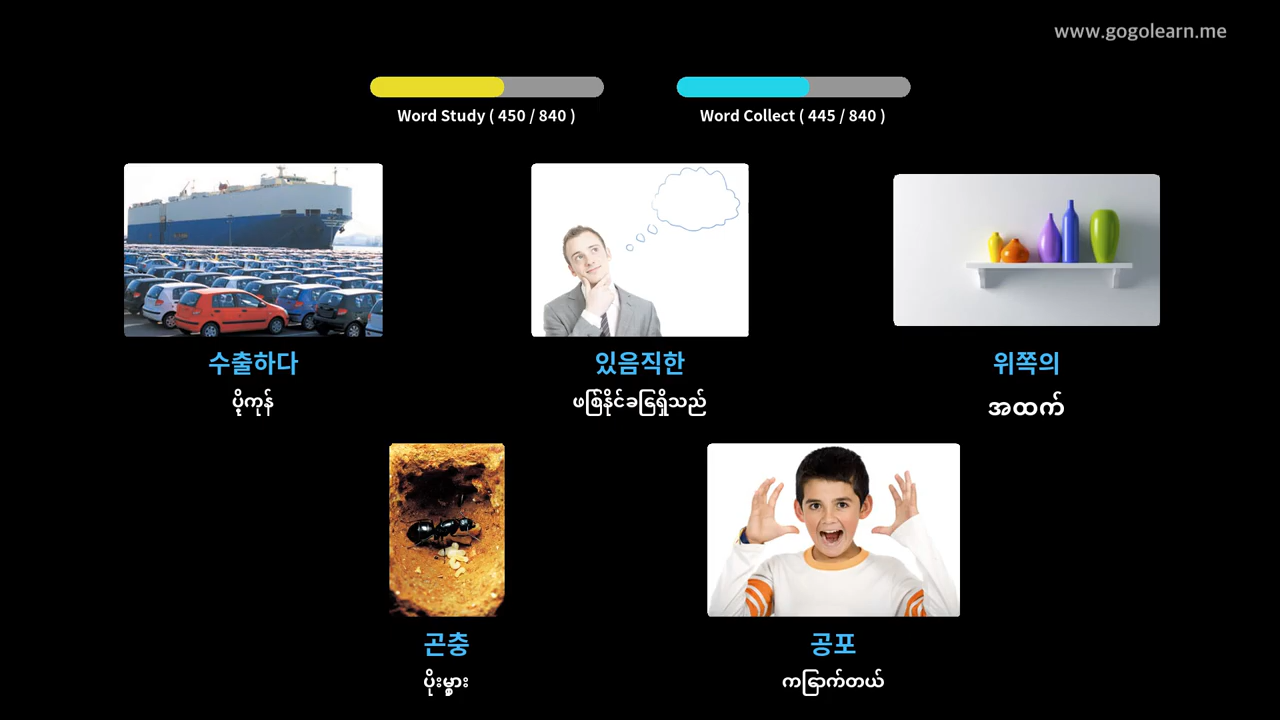 www.gogolearn.me
Word Study ( 450 / 840 )
Word Collect ( 445 / 840 )
수출하다
ပို့ကုန်
있음직한
ဖြစ်နိုင်ခြေရှိသည်
위쪽의
အထက်
곤충
ပိုးမွှား
공포
ကြောက်တယ်